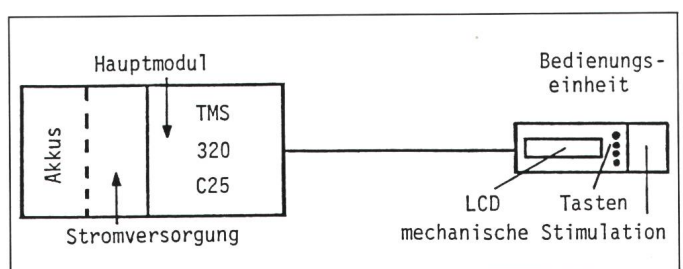 Hauptmodul
Bedienungs-
einheit
Akkus
TMS
320
C25
LCD
Tasten
Stromversorgung
mechanische Stimulation